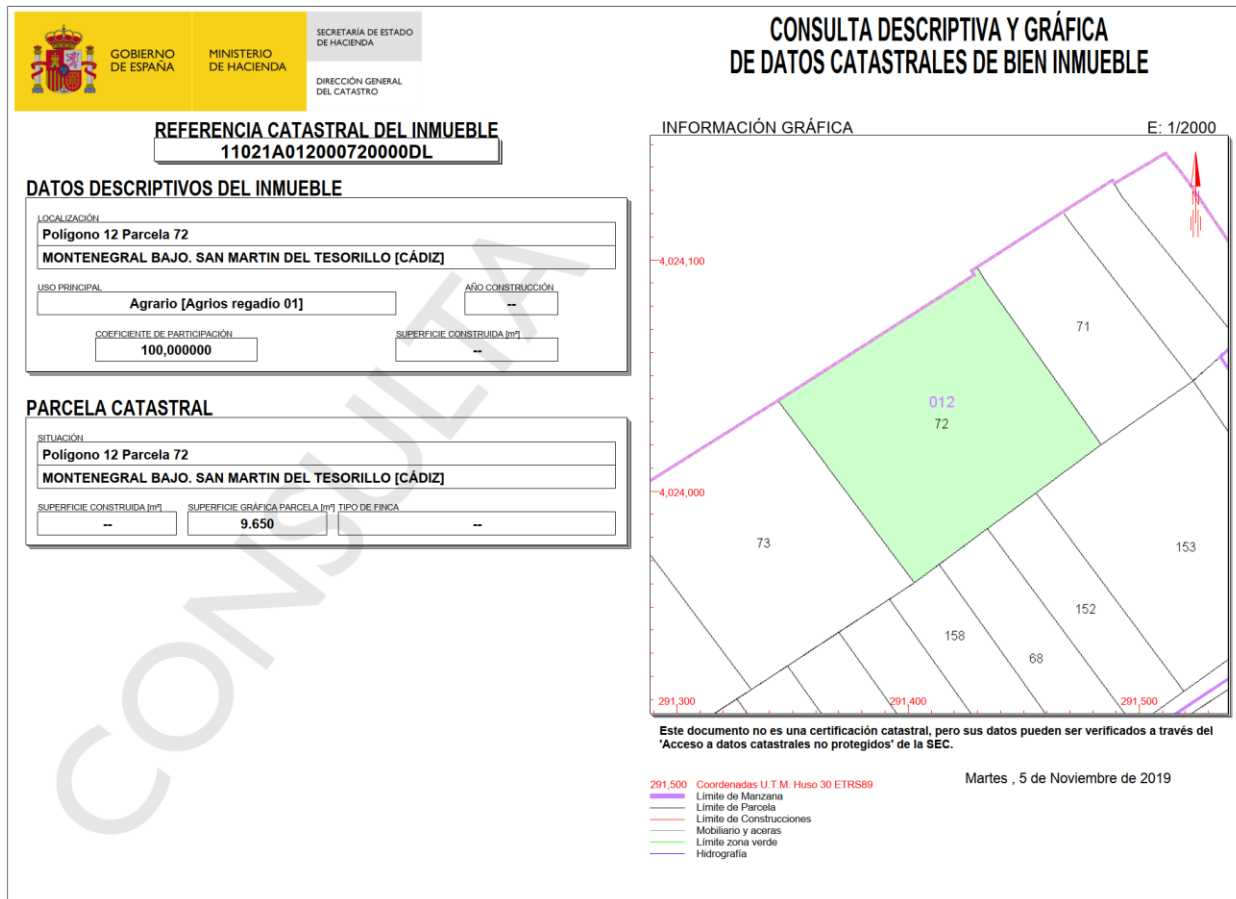 GOBIERNO
DE ESPAÑA
MINISTERIO
DE HACIENDA
SECRETARÍA DE ESTADO
DE HACIENDA
DIRECCIÓN GENERAL
DEL CATASTRO
CONSULTA DESCRIPTIVA Y GRÁFICA
DE DATOS CATASTRALES DE BIEN INMUEBLE
REFERENCIA CATASTRAL DEL INMUEBLE
11021A012000720000DL
DATOS DESCRIPTIVOS DEL INMUEBLE
LOCALIZACIÓN
Polígono 12 Parcela 72
MONTENEGRAL BAJO. SAN MARTIN DEL TESORILLO [CÁDIZ]
USO PRINCIPAL
Agrario [Agrios regadío 01]
AÑO CONSTRUCCIÓN
--
COEFICIENTE DE PARTICIPACIÓN
100,000000
SUPERFICIE CONSTRUIDA [m²]
--
PARCELA CATASTRAL
SITUACIÓN
Polígono 12 Parcela 72
MONTENEGRAL BAJO. SAN MARTIN DEL TESORILLO [CÁDIZ]
SUPERFICIE CONSTRUIDA [m²]
--
SUPERFICIE GRÁFICA PARCELA [m²]
9.650
TIPO DE FINCA
--
CONSULTA
INFORMACIÓN GRÁFICA
E: 1/2000
4,024,100
71
012
72
4,024,000
73
153
152
158
68
291,300
291,400
291,500
Este documento no es una certificación catastral, pero sus datos pueden ser verificados a través del
'Acceso a datos catastrales no protegidos' de la SEC.
291,500 Coordenadas U.T.M. Huso 30 ETRS89
Límite de Manzana
Límite de Parcela
Límite de Construcciones
Mobiliario y aceras
Límite zona verde
Hidrografía
Martes , 5 de Noviembre de 2019